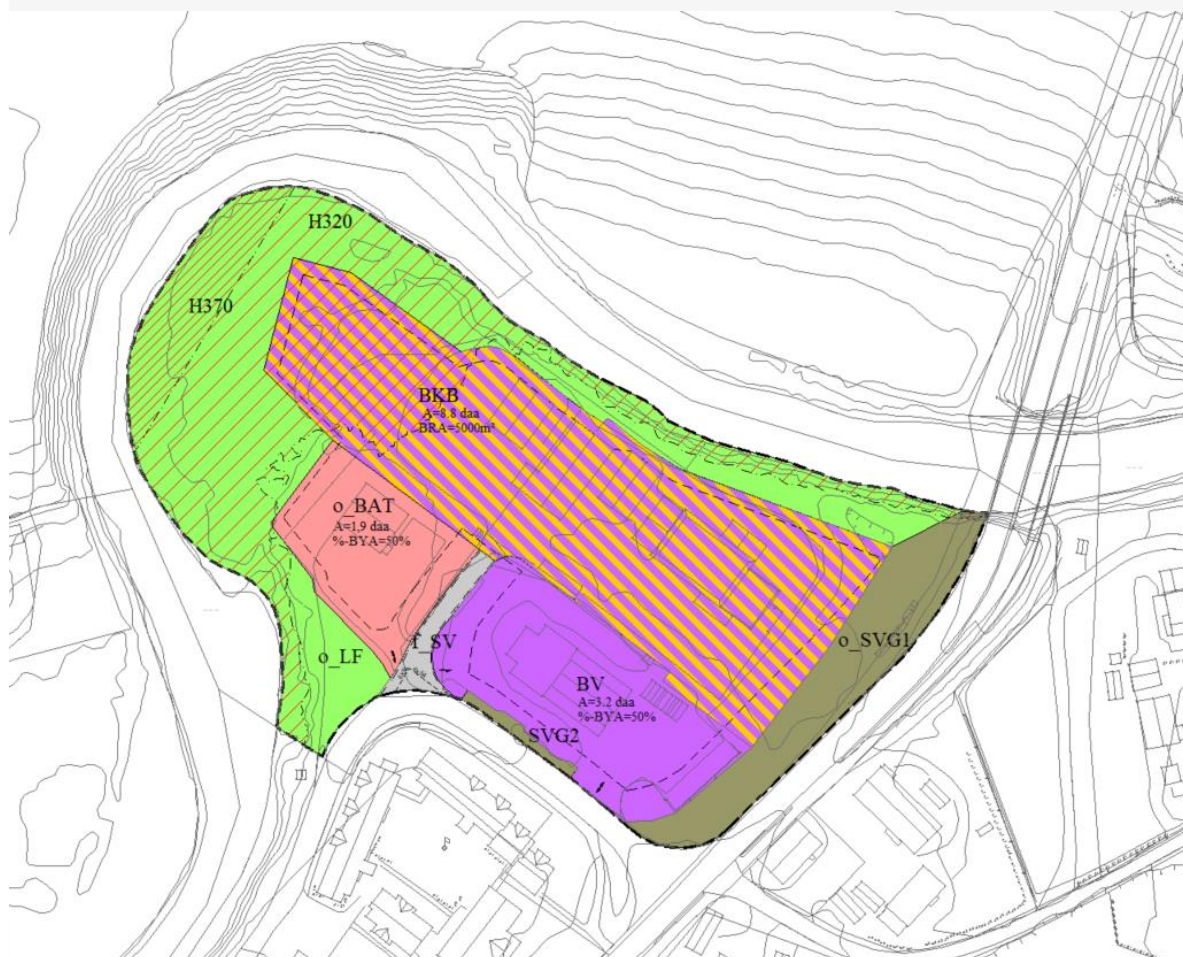 H320
H370
BKB
A=8.8 daa
BRA=5000m²
o_BAT
A=1,9 daa
%-BYA=50%
f_SV
o_SVG1
o_LF
BV
A=3.2 daa
%-BYA=50%
SVG2